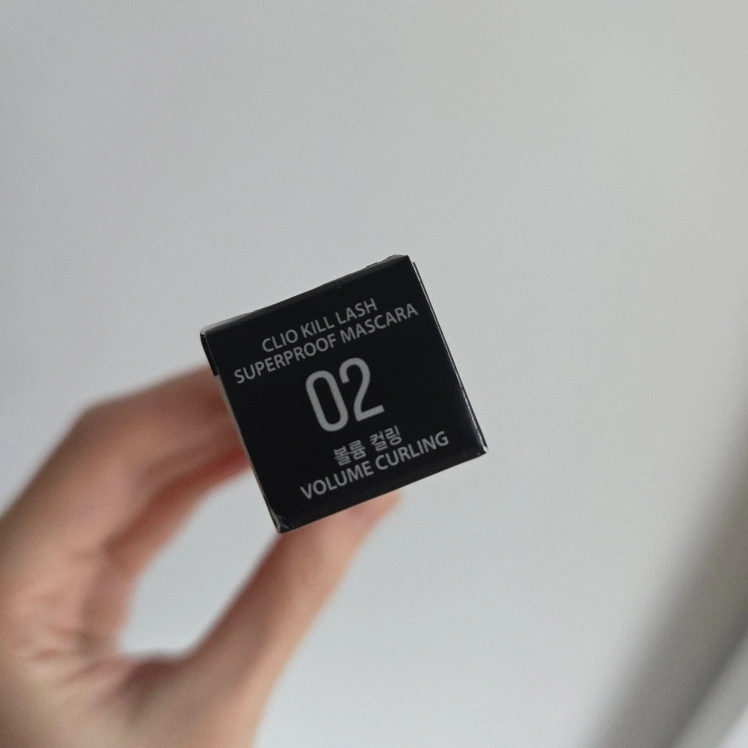 CLIO KILL LASH
SUPERPROOF MASCARA
02
볼륨 컬링
VOLUME CURLING